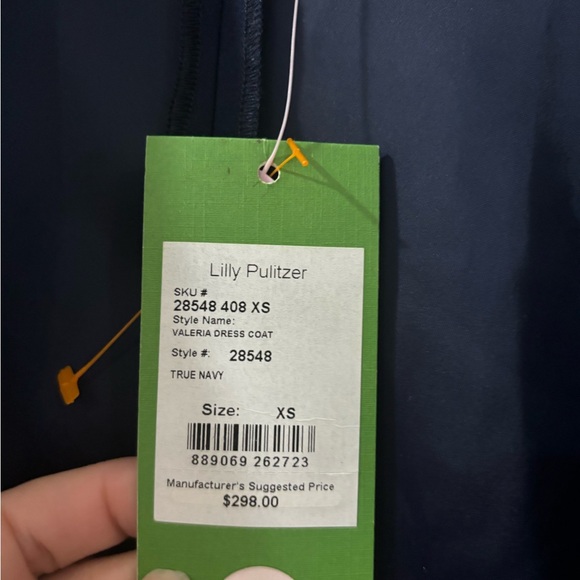 Lilly Pulitzer
SKU #
28548 408 XS
Style Name:
VALERIA DRESS COAT
Style #: 28548
TRUE NAVY
Size: XS
889069 262723
Manufacturer's Suggested Price
$298.00